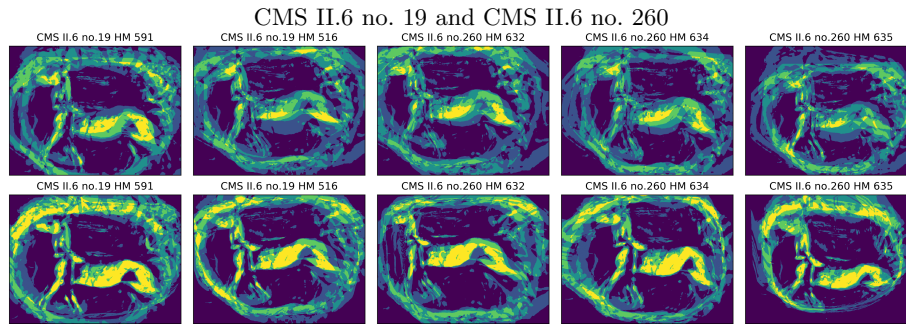 CMS II.6 no. 19 and CMS II.6 no. 260
CMS II.6 no.19 HM 591
CMS II.6 no.19 HM 516
CMS II.6 no.260 HM 632
CMS II.6 no.260 HM 634
CMS II.6 no.260 HM 635
CMS II.6 no.19 HM 591
CMS II.6 no.19 HM 516
CMS II.6 no.260 HM 632
CMS II.6 no.260 HM 634
CMS II.6 no.260 HM 635